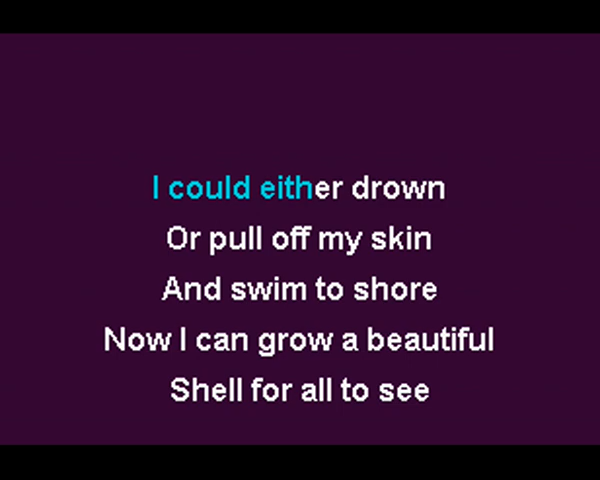 I could either drown
Or pull off my skin
And swim to shore
Now I can grow a beautiful
Shell for all to see